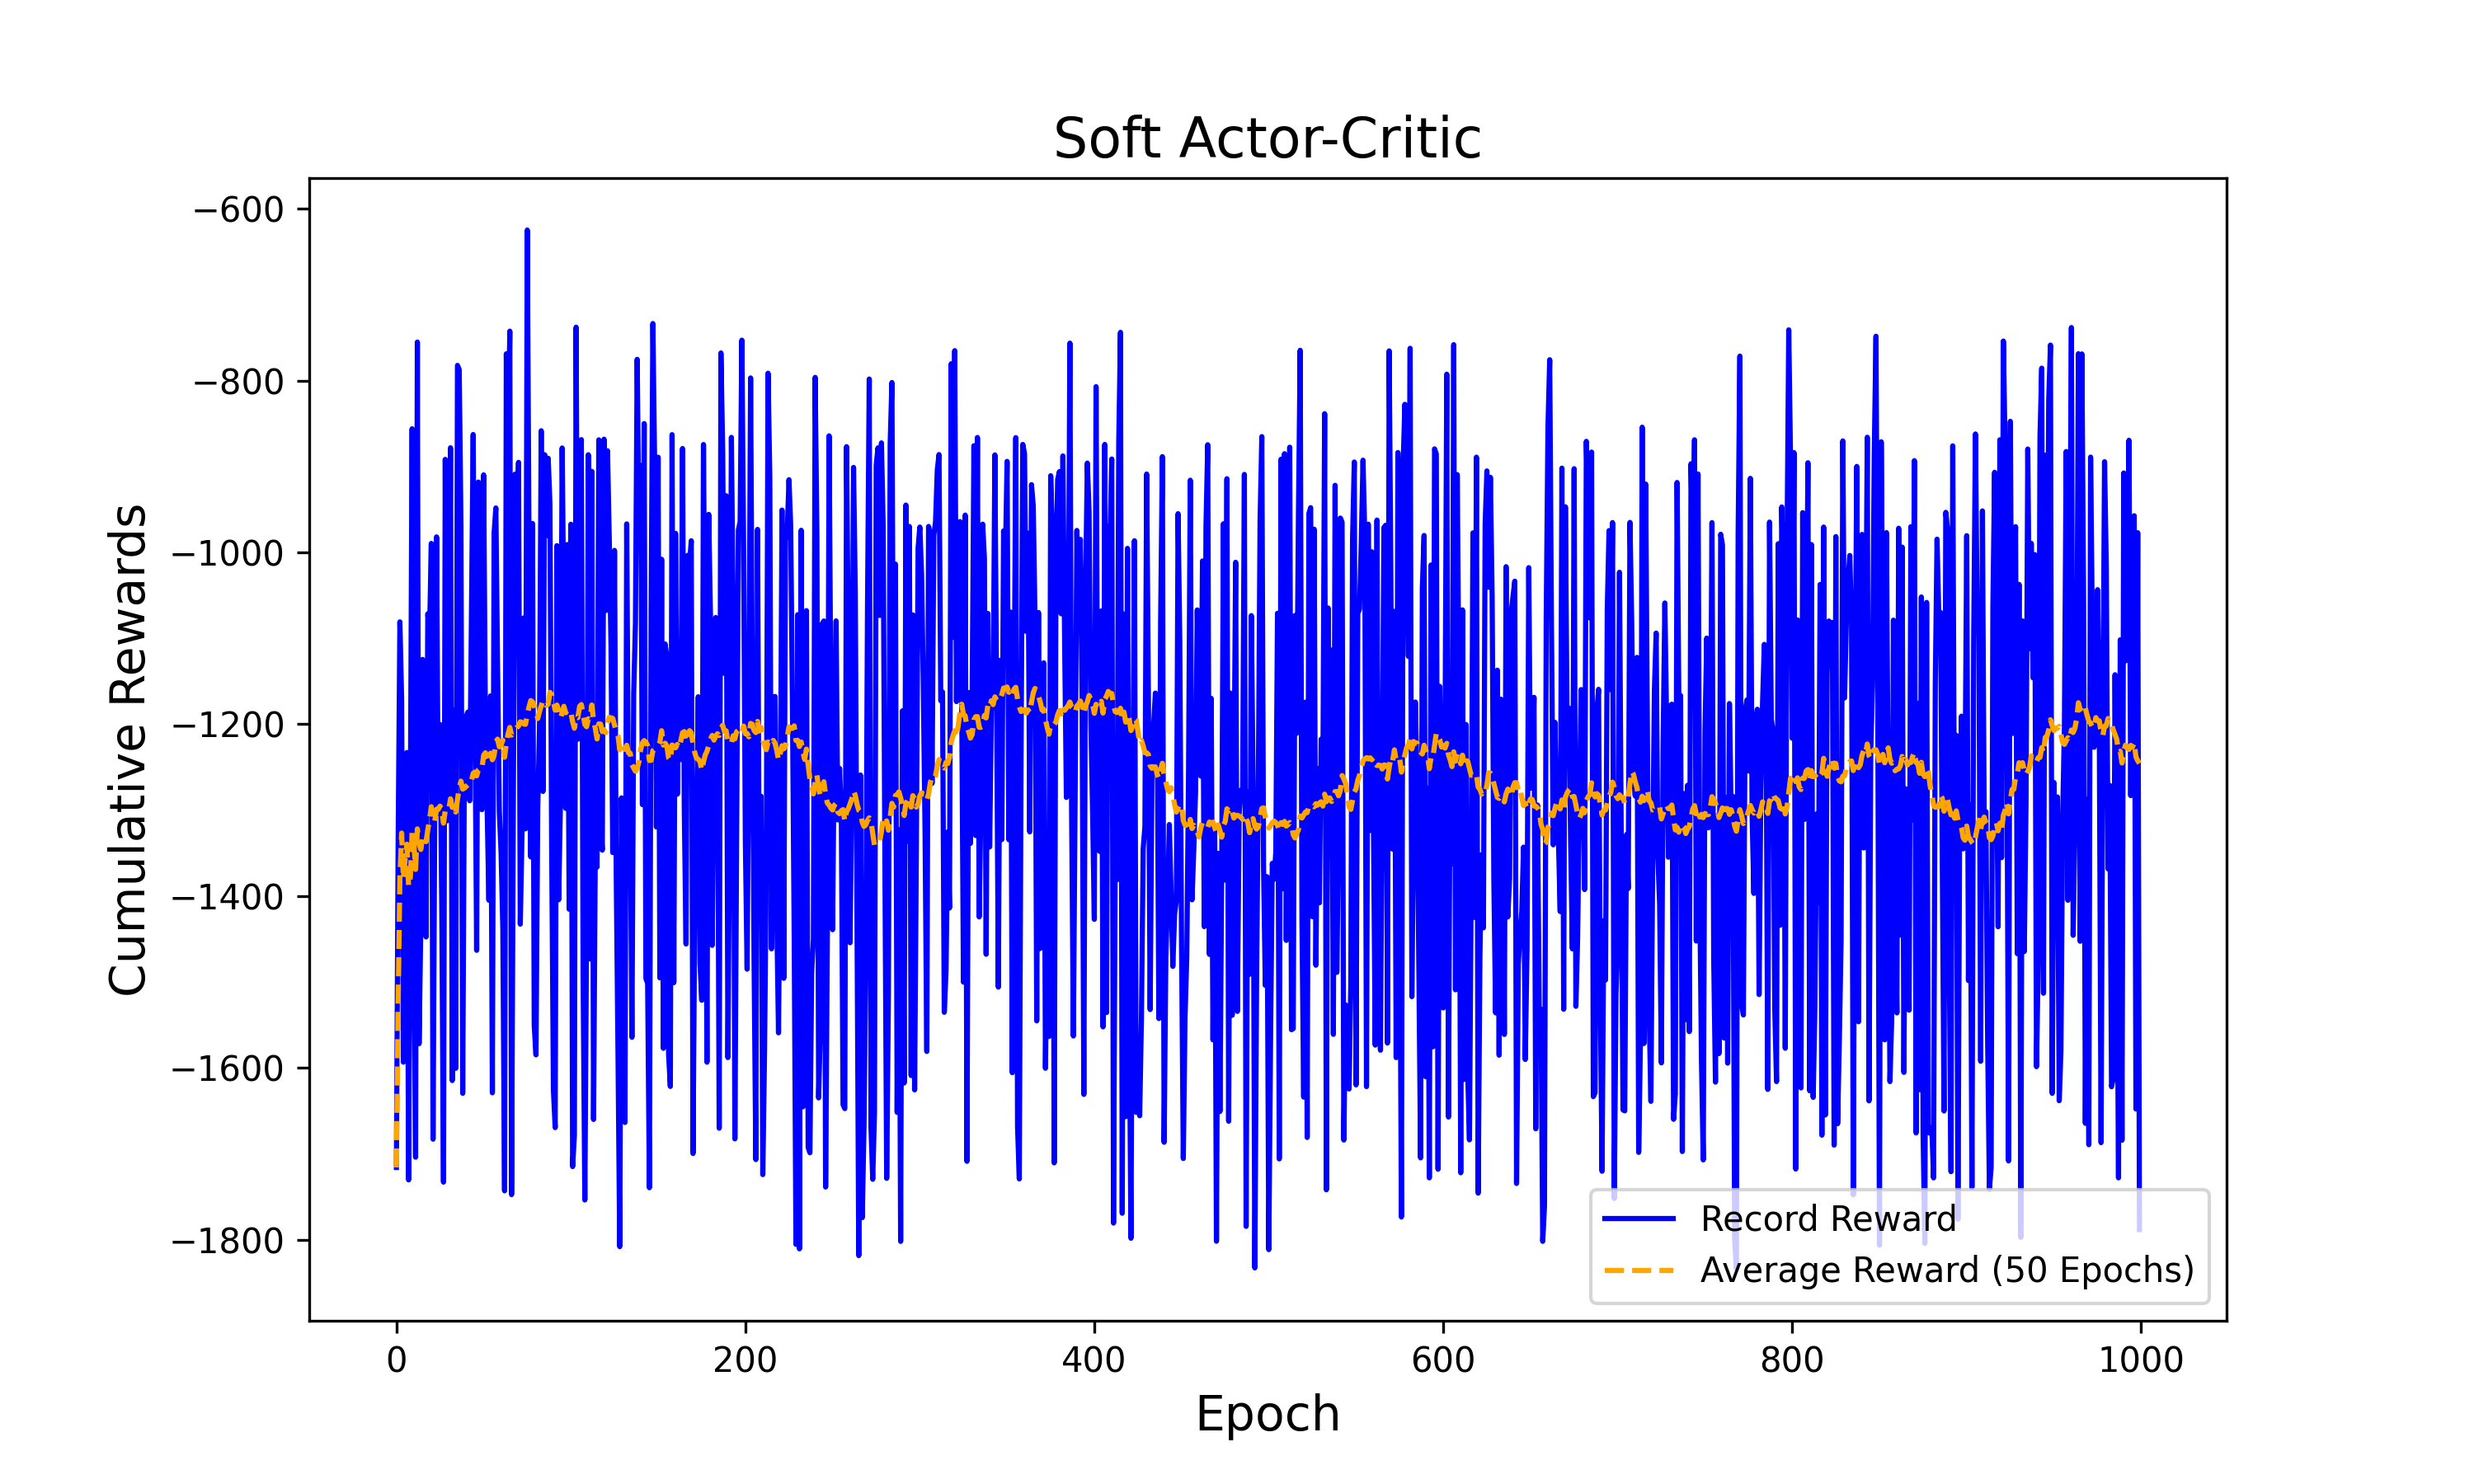 Soft Actor-Critic
−600
−800
−1000
−1200
−1400
−1600
−1800
Cumulative Rewards
Record Reward
Average Reward (50 Epochs)
0 200 400 600 800 1000
Epoch